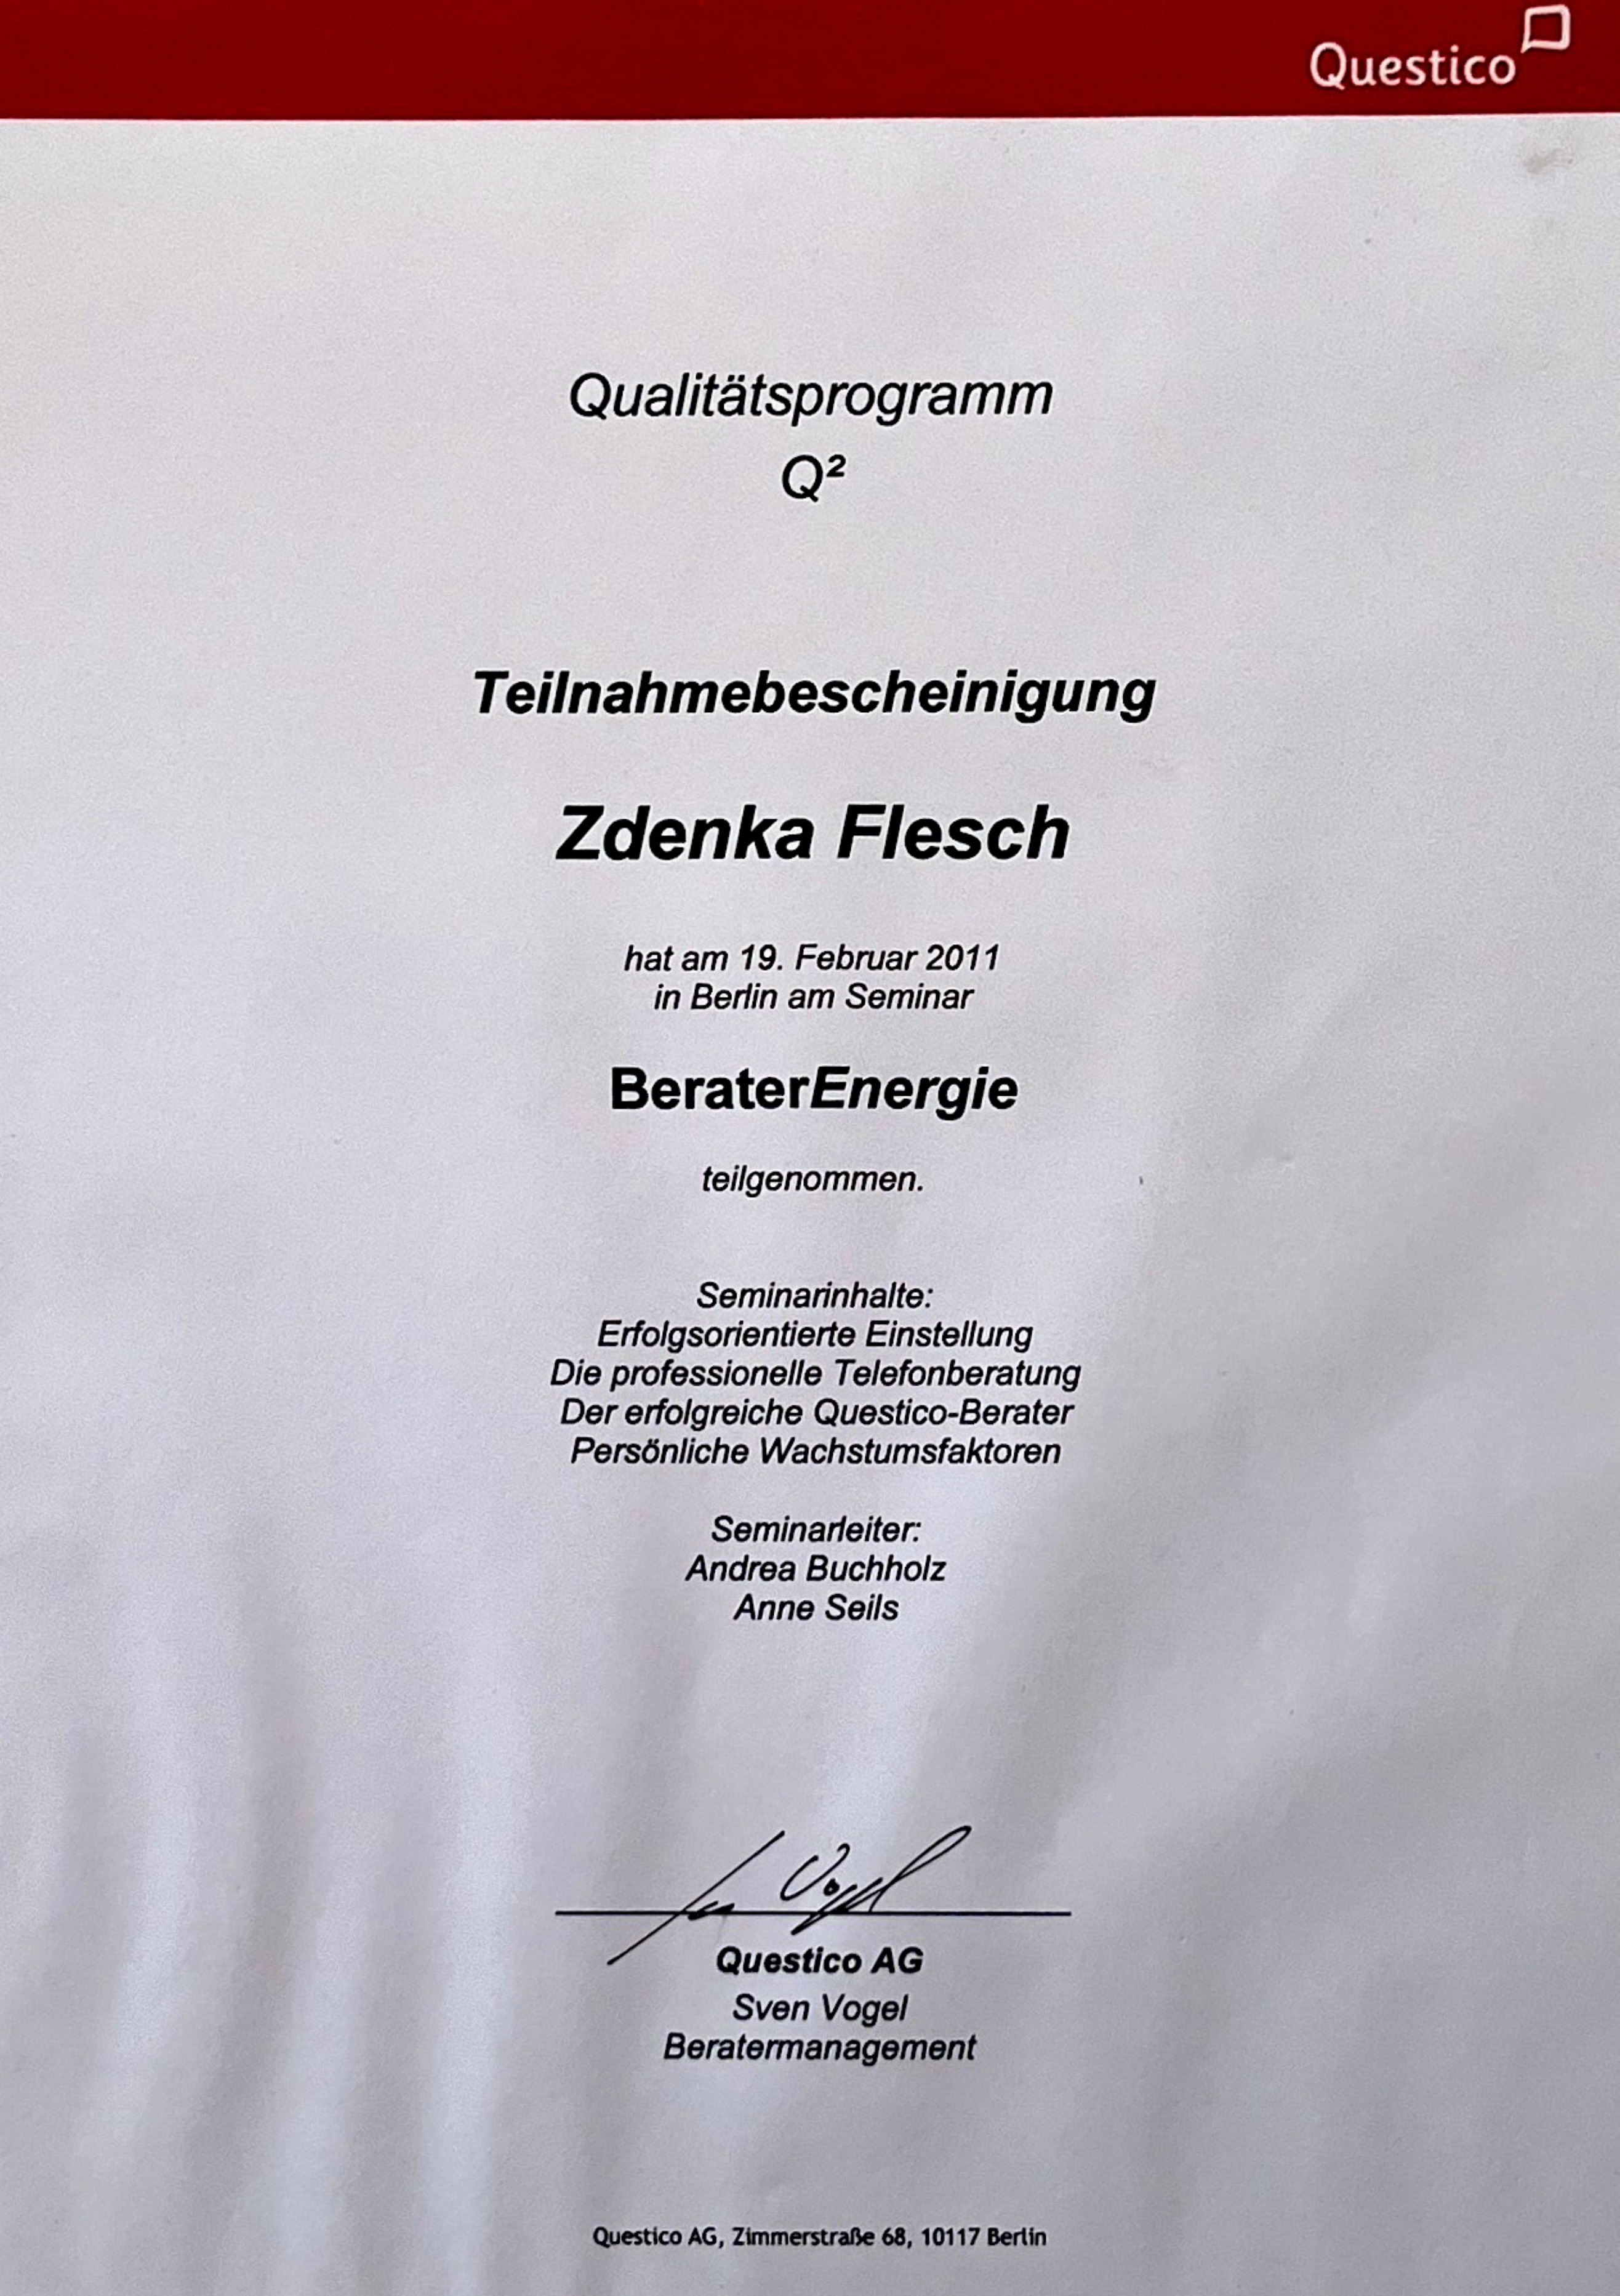 Questico
Qualitätsprogramm
Q²
Teilnahmebescheinigung
Zdenka Flesch
hat am 19. Februar 2011
in Berlin am Seminar
BeraterEnergie
teilgenommen.
Seminarinhalte:
Erfolgsorientierte Einstellung
Die professionelle Telefonberatung
Der erfolgreiche Questico-Berater
Persönliche Wachstumsfaktoren
Seminarleiter:
Andrea Buchholz
Anne Seils
Questico AG
Sven Vogel
Beratermanagement
Questico AG, Zimmerstraße 68, 10117 Berlin